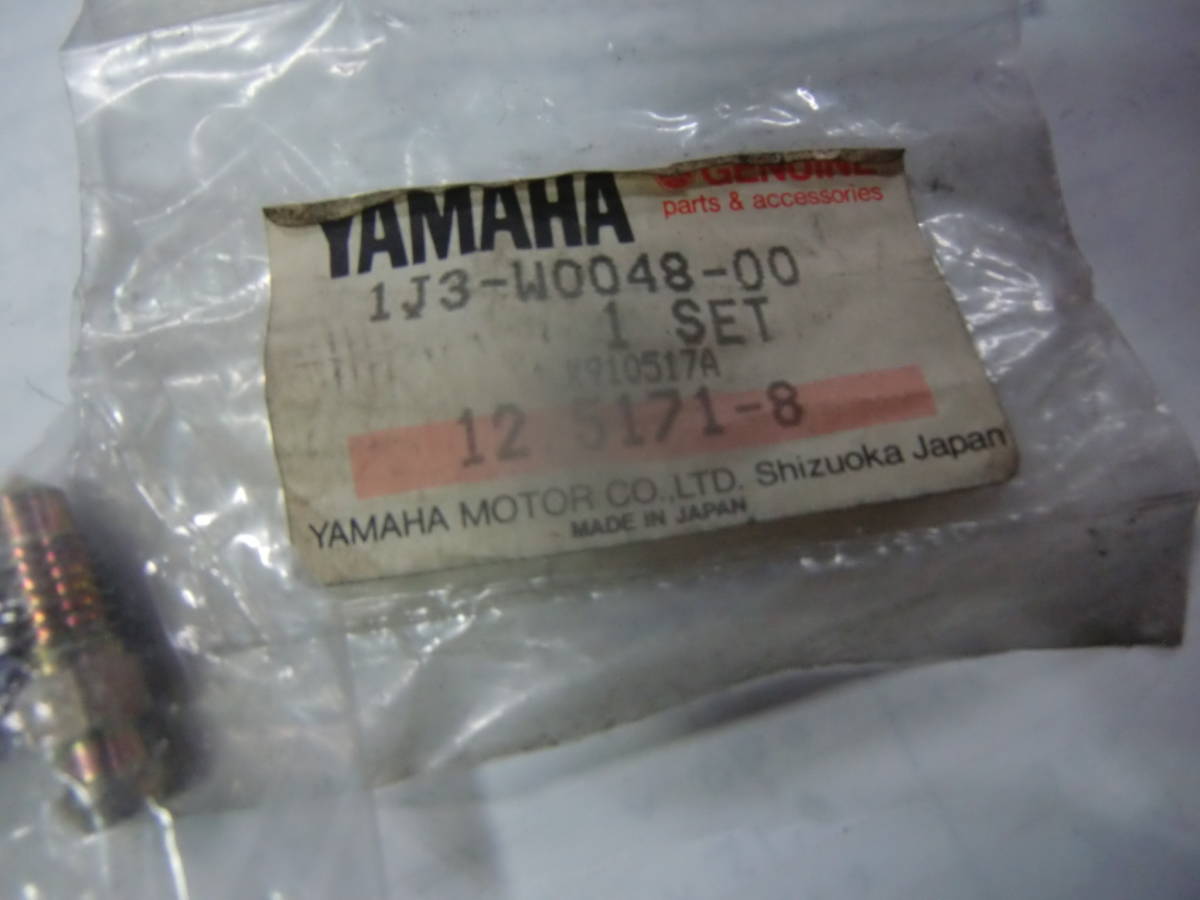 YAMAHA
GENUINE
parts & accessories
1J3-W0048-00
1 SET
K910517A
12 5171-8
YAMAHA MOTOR CO.,LTD. Shizuoka Japan
MADE IN JAPAN